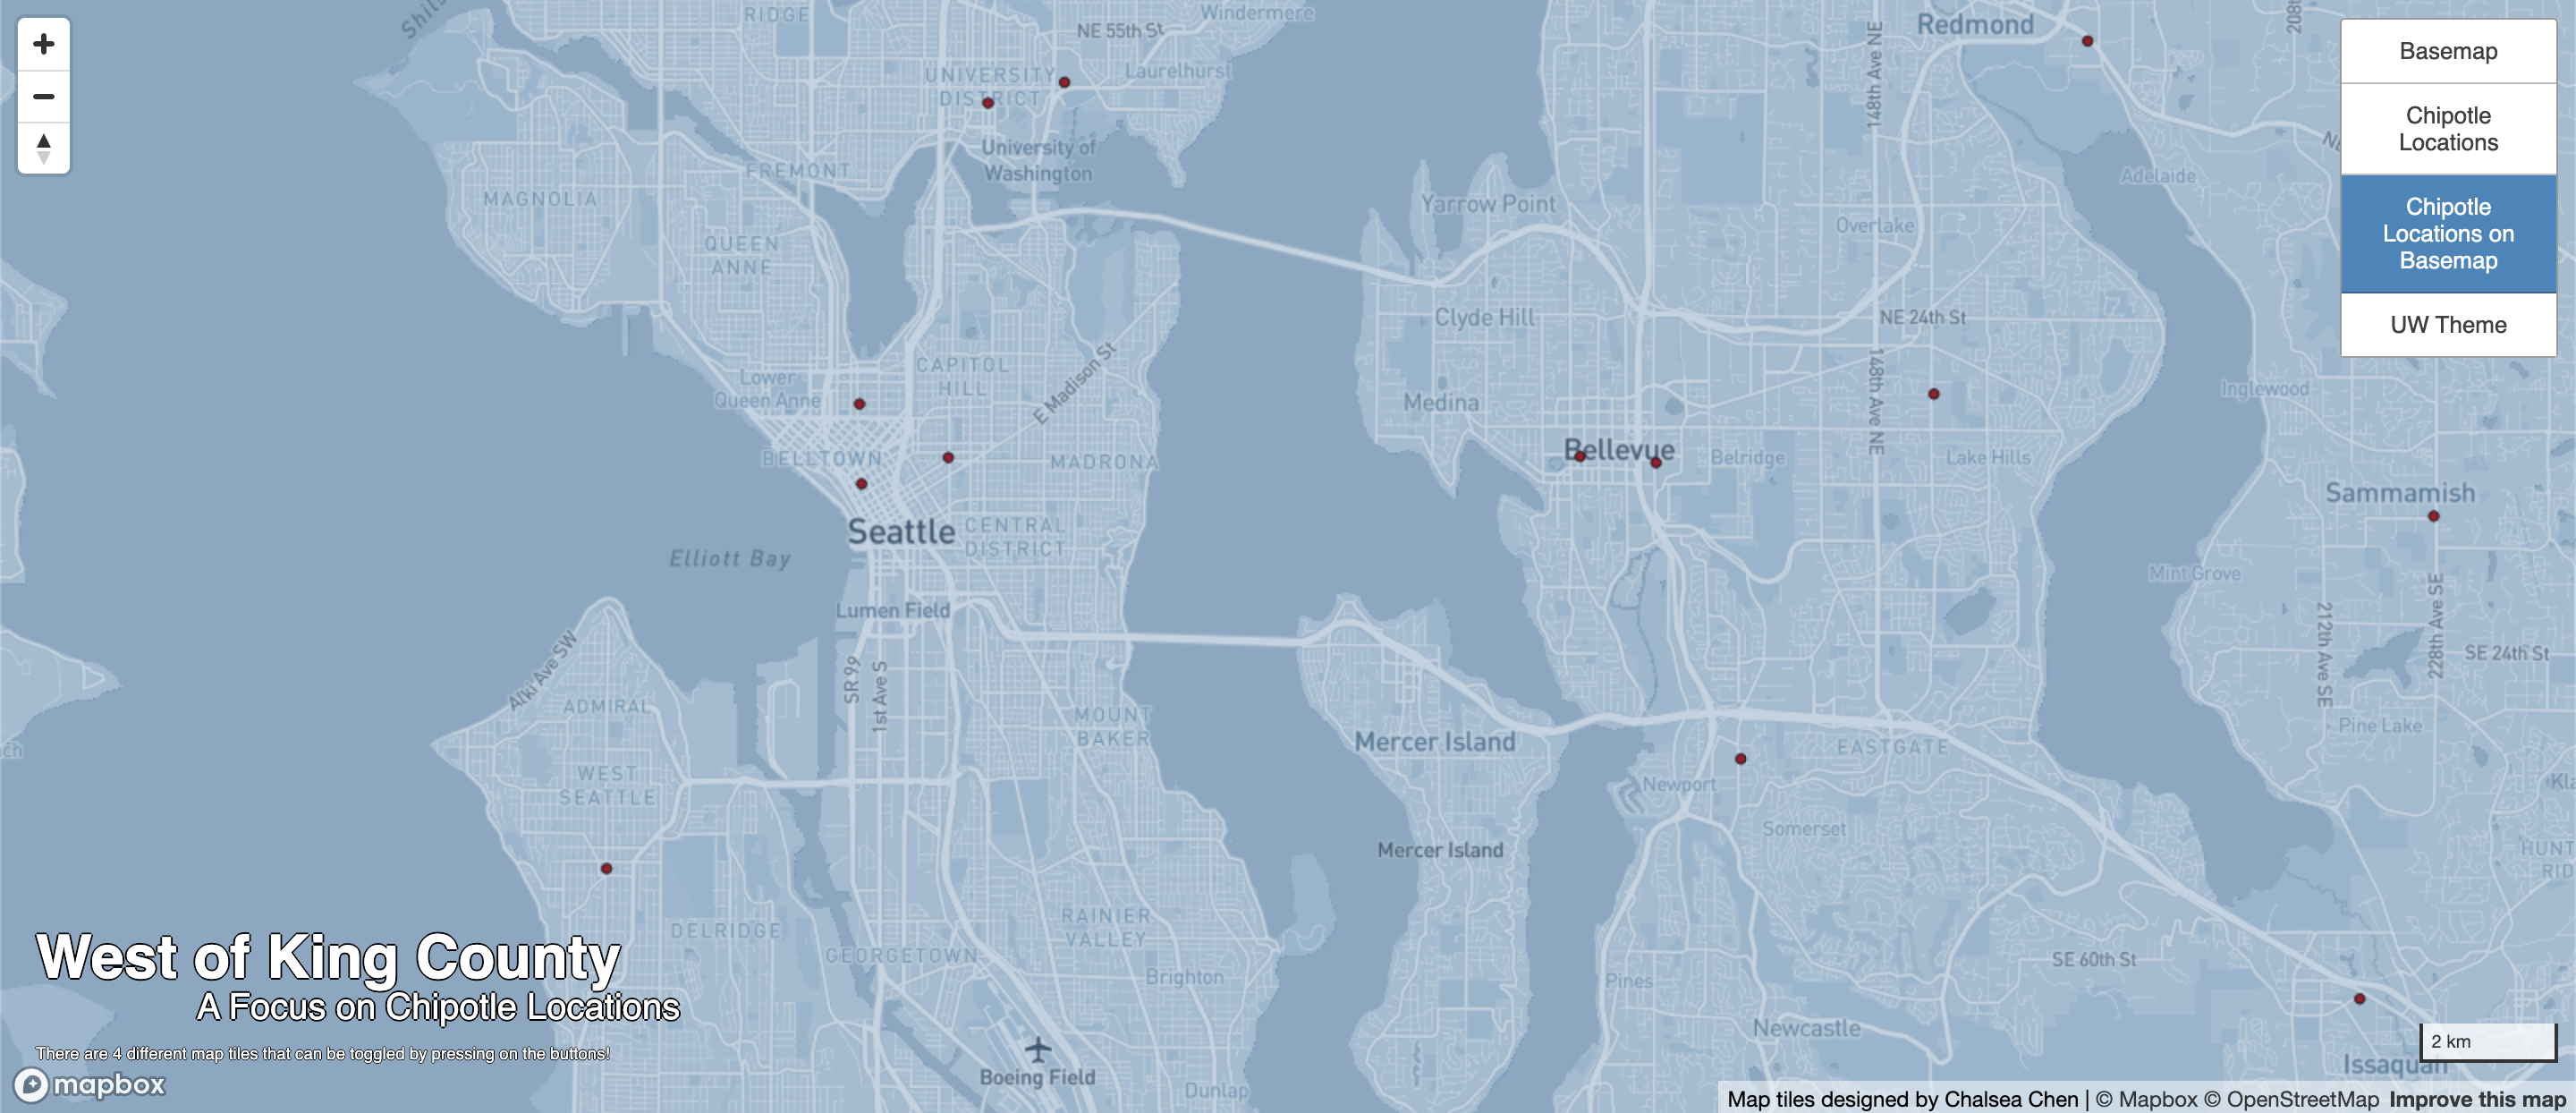 RIDGE
Windermere
NE 55th St
Redmond
UNIVERSITY
DISTRICT
Laurelhurst
148th Ave NE
University of
Washington
FREMONT
MAGNOLIA
Yarrow Point
Adelaide
QUEEN
ANNE
Overlake
Clyde Hill
NE 24th St
CAPITOL
HILL
E Madison St
Lower
Queen Anne
Medina
148th Ave NE
Inglewood
BELLTOWN
MADRONA
Bellevue
Belridge
Lake Hills
Sammamish
Seattle
CENTRAL
DISTRICT
Elliott Bay
Mint Grove
Lumen Field
212th Ave SE
228th Ave SE
SE 24th St
Alki Ave SW
SR 99
1st Ave S
ADMIRAL
MOUNT
BAKER
Mercer Island
EASTGATE
Pine Lake
WEST
SEATTLE
Newport
Somerset
Mercer Island
RAINIER
VALLEY
DELRIDGE
GEORGETOWN
SE 60th St
Brighton
Pines
Newcastle
Boeing Field
Dunlap
Issaquah
Basemap
Chipotle
Locations
Chipotle
Locations on
Basemap
UW Theme
West of King County
A Focus on Chipotle Locations
There are 4 different map tiles that can be toggled by pressing on the buttons!
mapbox
2 km
Map tiles designed by Chalsea Chen | © Mapbox © OpenStreetMap Improve this map